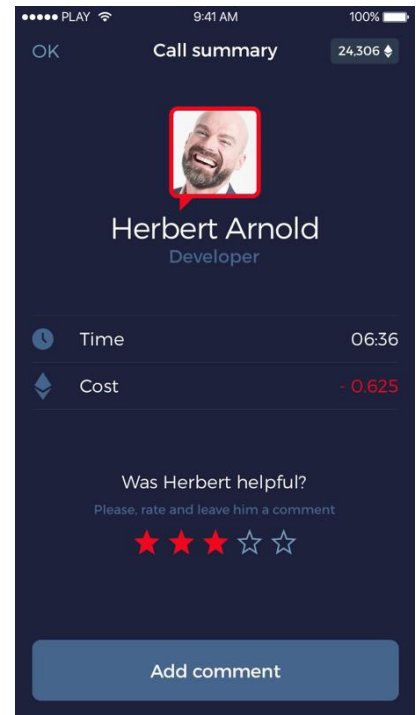 PLAY 9:41 AM 100%
OK Call summary 24,306
Herbert Arnold
Developer
Time 06:36
Cost - 0.625
Was Herbert helpful?
Please, rate and leave him a comment
Add comment